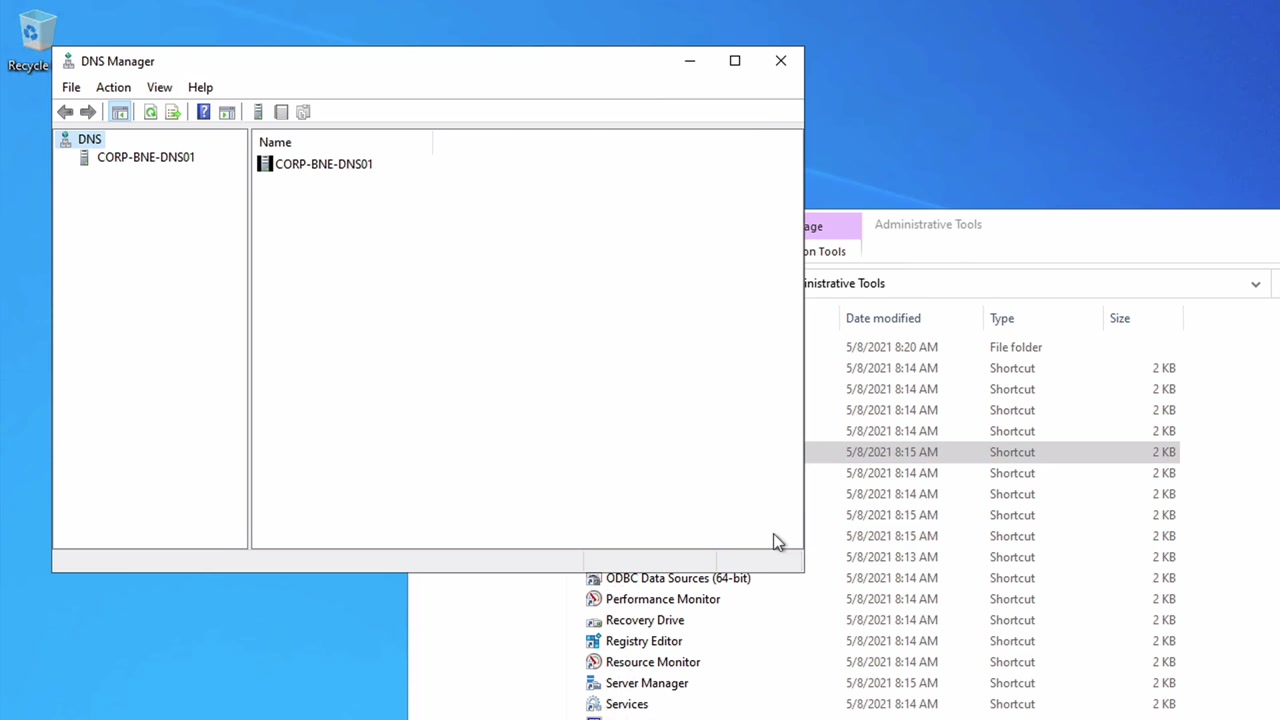 Recycle
DNS Manager
File Action View Help
DNS
CORP-BNE-DNS01
Name
CORP-BNE-DNS01
age
Administrative Tools
on Tools
inistrative Tools
Date modified Type Size
5/8/2021 8:20 AM File folder
5/8/2021 8:14 AM Shortcut 2 KB
5/8/2021 8:14 AM Shortcut 2 KB
5/8/2021 8:14 AM Shortcut 2 KB
5/8/2021 8:14 AM Shortcut 2 KB
5/8/2021 8:15 AM Shortcut 2 KB
5/8/2021 8:14 AM Shortcut 2 KB
5/8/2021 8:14 AM Shortcut 2 KB
5/8/2021 8:15 AM Shortcut 2 KB
5/8/2021 8:15 AM Shortcut 2 KB
5/8/2021 8:13 AM Shortcut 2 KB
ODBC Data Sources (64-bit) 5/8/2021 8:14 AM Shortcut 2 KB
Performance Monitor 5/8/2021 8:14 AM Shortcut 2 KB
Recovery Drive 5/8/2021 8:14 AM Shortcut 2 KB
Registry Editor 5/8/2021 8:14 AM Shortcut 2 KB
Resource Monitor 5/8/2021 8:14 AM Shortcut 2 KB
Server Manager 5/8/2021 8:15 AM Shortcut 2 KB
Services 5/8/2021 8:14 AM Shortcut 2 KB